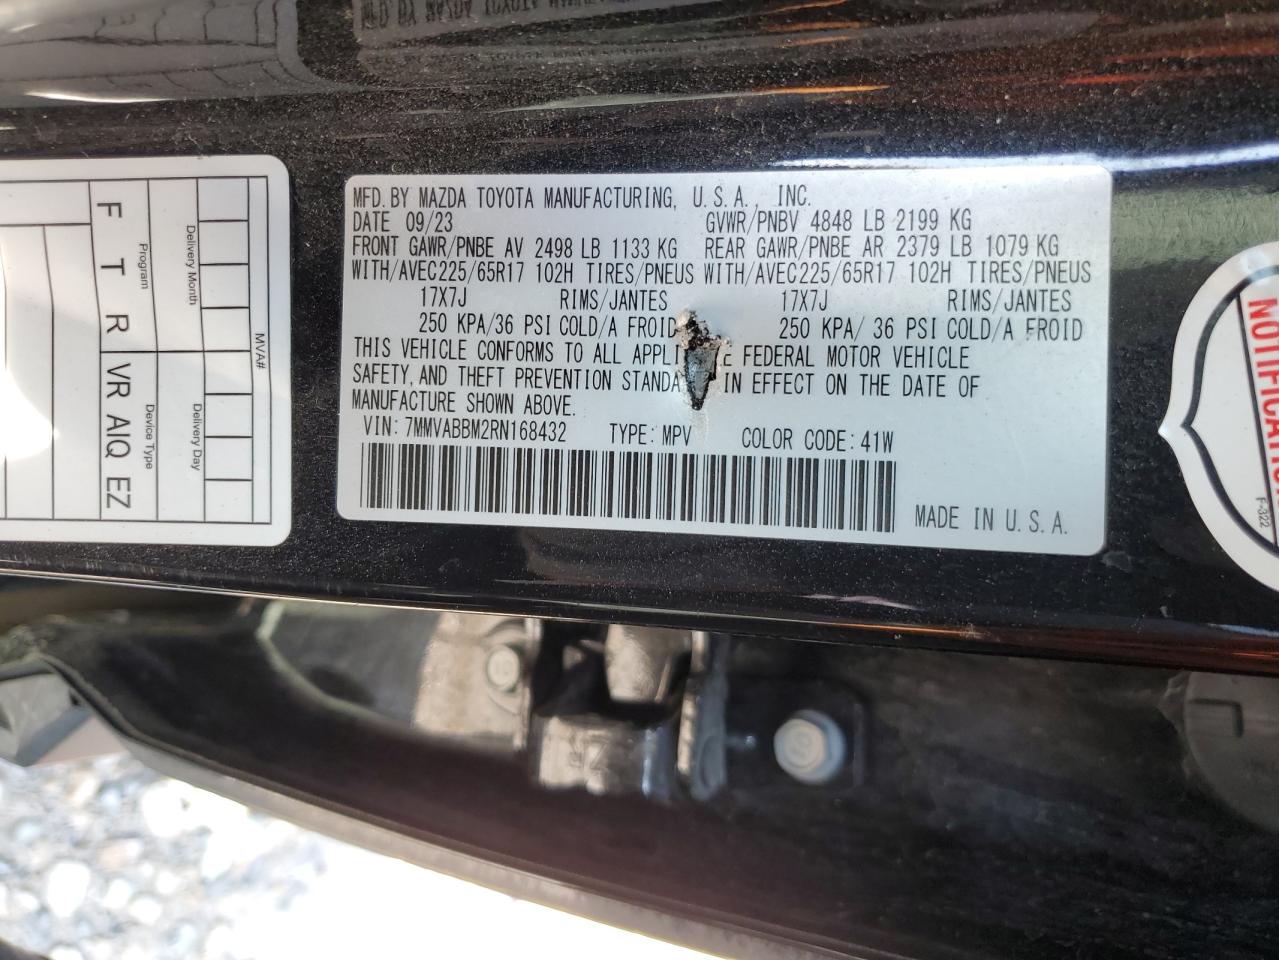 MFD. BY MAZDA TOYOTA MANUFACTURING, U.S.A., INC.
DATE 09/23 GVWR/PNBV 4848 LB 2199 KG
FRONT GAWR/PNBE AV 2498 LB 1133 KG REAR GAWR/PNBE AR 2379 LB 1079 KG
WITH/AVEC225/65R17 102H TIRES/PNEUS WITH/AVEC225/65R17 102H TIRES/PNEUS
17X7J RIMS/JANTES 17X7J RIMS/JANTES
250 KPA/36 PSI COLD/A FROID 250 KPA/ 36 PSI COLD/A FROID
THIS VEHICLE CONFORMS TO ALL APPLI E FEDERAL MOTOR VEHICLE
SAFETY, AND THEFT PREVENTION STANDA IN EFFECT ON THE DATE OF
MANUFACTURE SHOWN ABOVE.
VIN: 7MMVABBM2RN168432 TYPE: MPV COLOR CODE: 41W
MADE IN U.S.A.
MVA#
Delivery Month
Delivery Day
Program
Device Type
F T R
VR AIQ EZ
NOTIFICATION
F-322
ZR